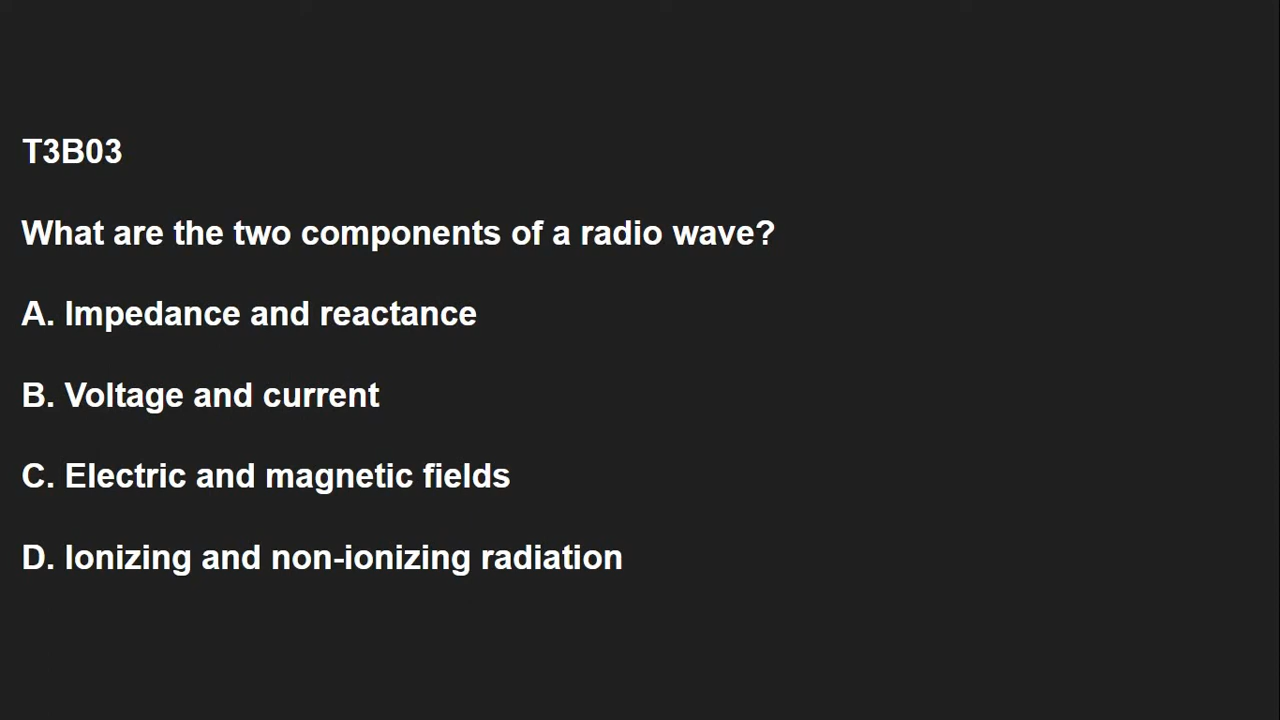 T3B03
What are the two components of a radio wave?
A. Impedance and reactance
B. Voltage and current
C. Electric and magnetic fields
D. Ionizing and non-ionizing radiation